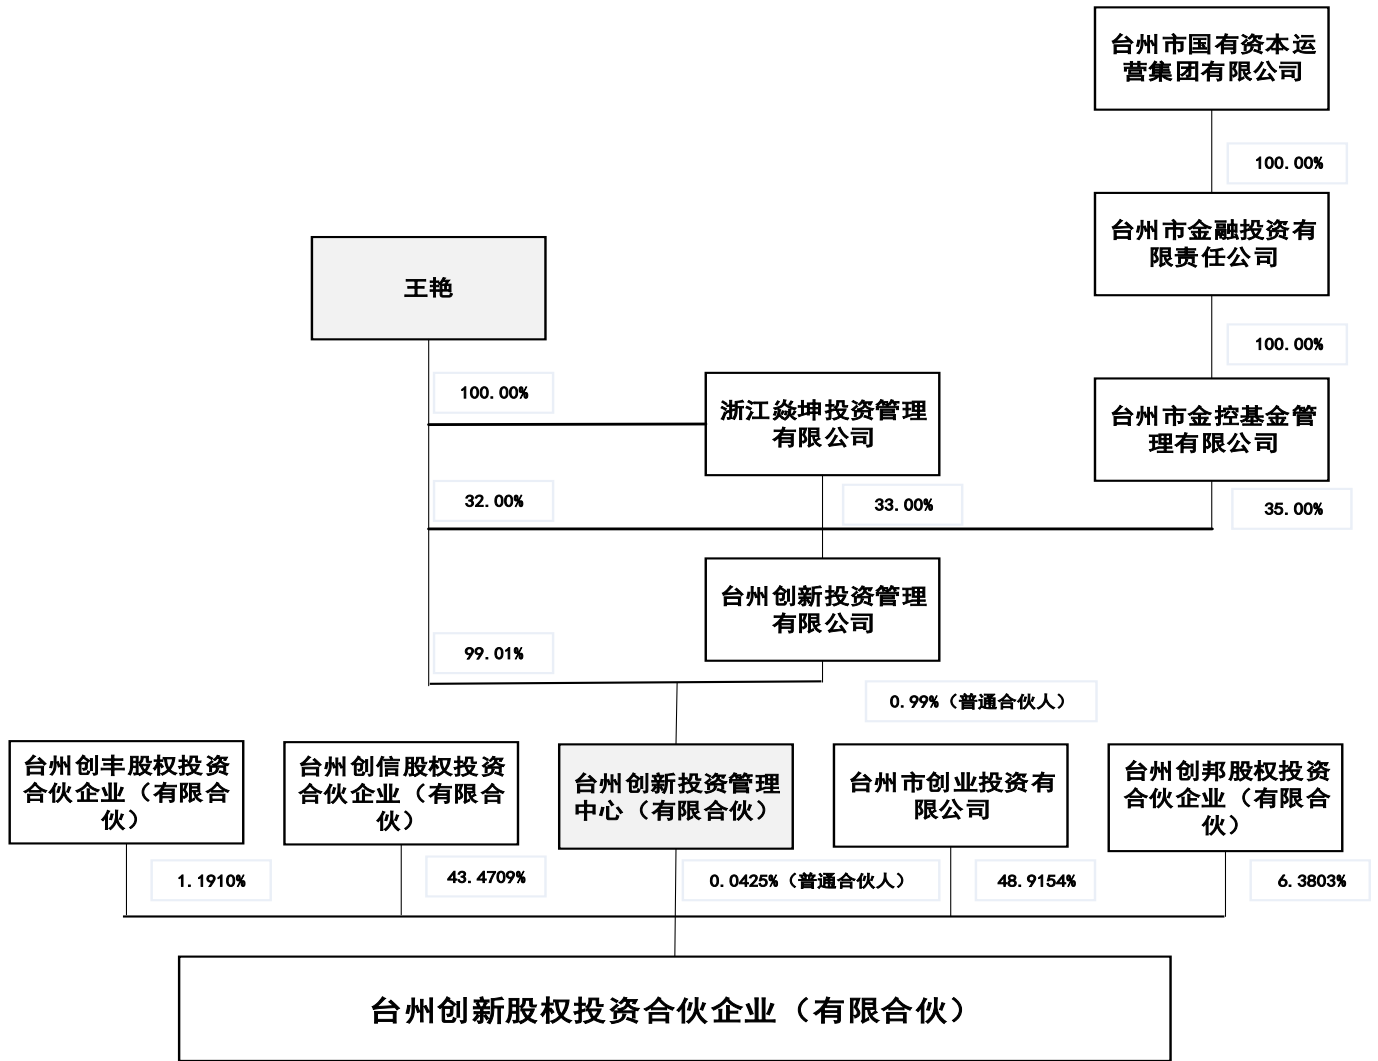 台州市国有资本运
营集团有限公司
100.00%
台州市金融投资有
限责任公司
王艳
100.00%
100.00%
浙江焱坤投资管理
有限公司
台州市金控基金管
理有限公司
32.00%
33.00%
35.00%
台州创新投资管理
有限公司
99.01%
0.99%（普通合伙人）
台州创丰股权投资
合伙企业（有限合
伙）
台州创信股权投资
合伙企业（有限合
伙）
台州创新投资管理
中心（有限合伙）
台州市创业投资有
限公司
台州创邦股权投资
合伙企业（有限合
伙）
1.1910%
43.4709%
0.0425%（普通合伙人）
48.9154%
6.3803%
台州创新股权投资合伙企业（有限合伙）